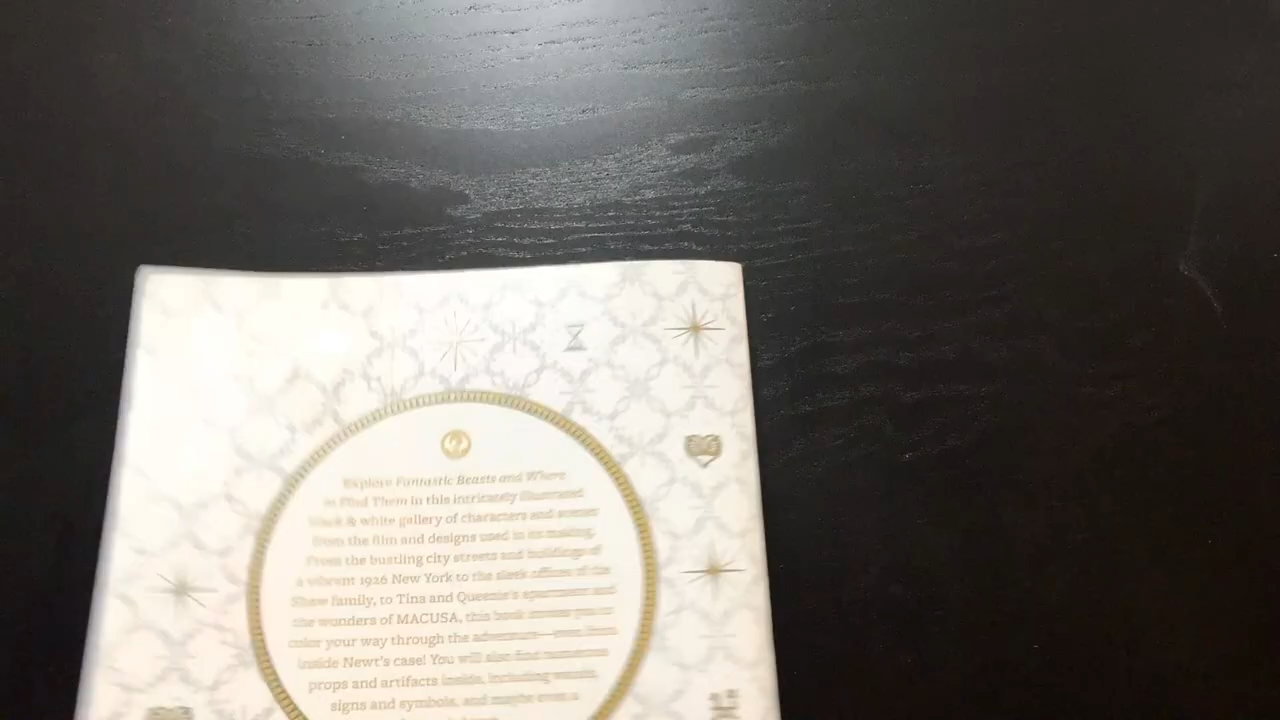 Explore Fantastic Beasts and Where
to Find Them in this intricately illustrated
black & white gallery of characters and scenes
from the film and designs used in its making.
From the bustling city streets and buildings of
a vibrant 1926 New York to the sleek offices of the
Shaw family, to Tina and Queenie's apartment and
the wonders of MACUSA, this book invites you to
color your way through the adventure—even from
inside Newt's case! You will also find numerous
props and artifacts inside, including wands,
signs and symbols, and maybe even a